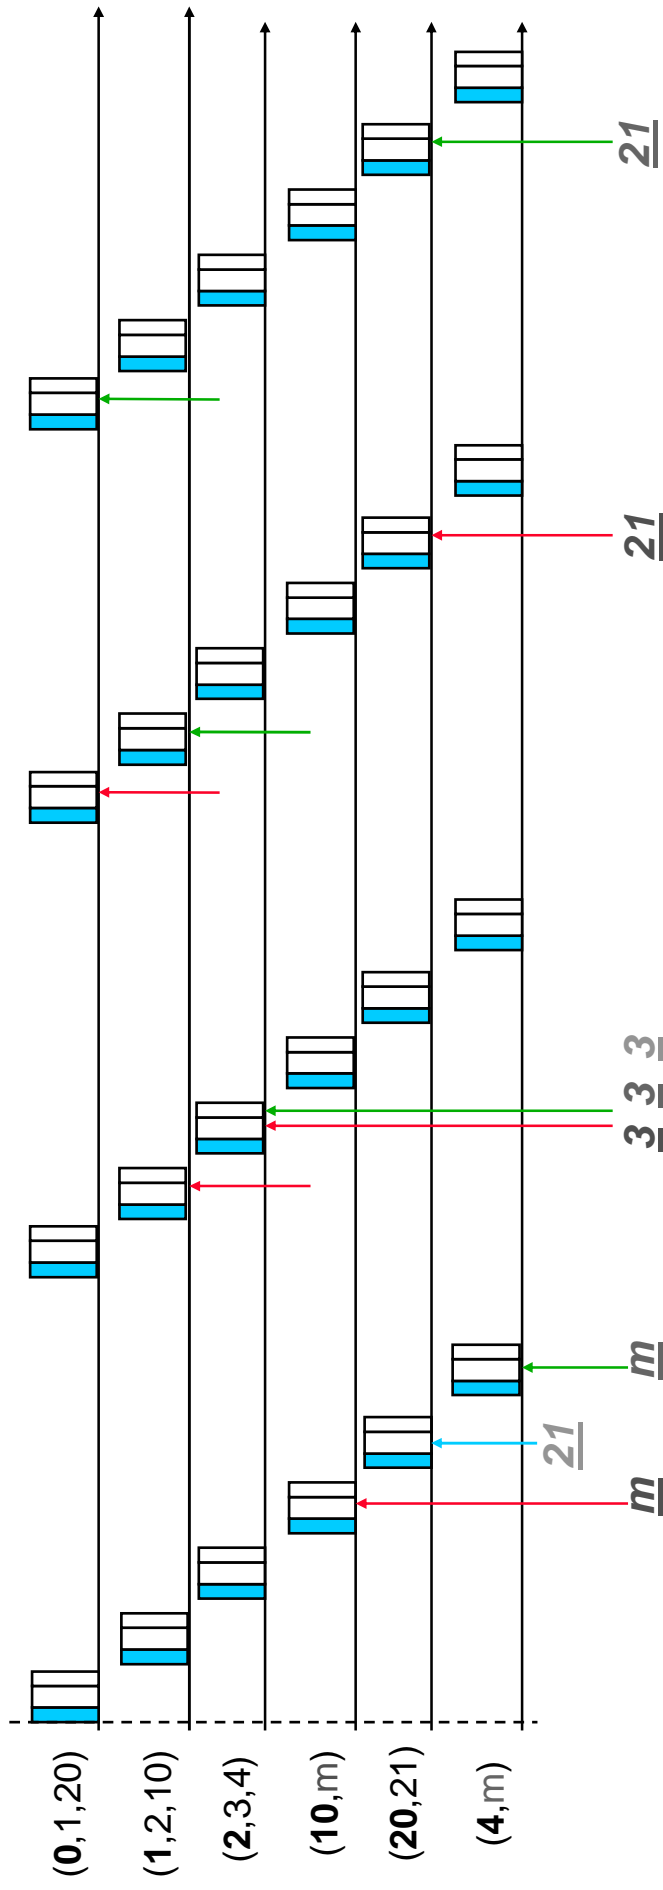 (0,1,20)
(1,2,10)
(2,3,4)
(10,m)
(20,21)
(4,m)
m
21
m
3
3
3
21
21